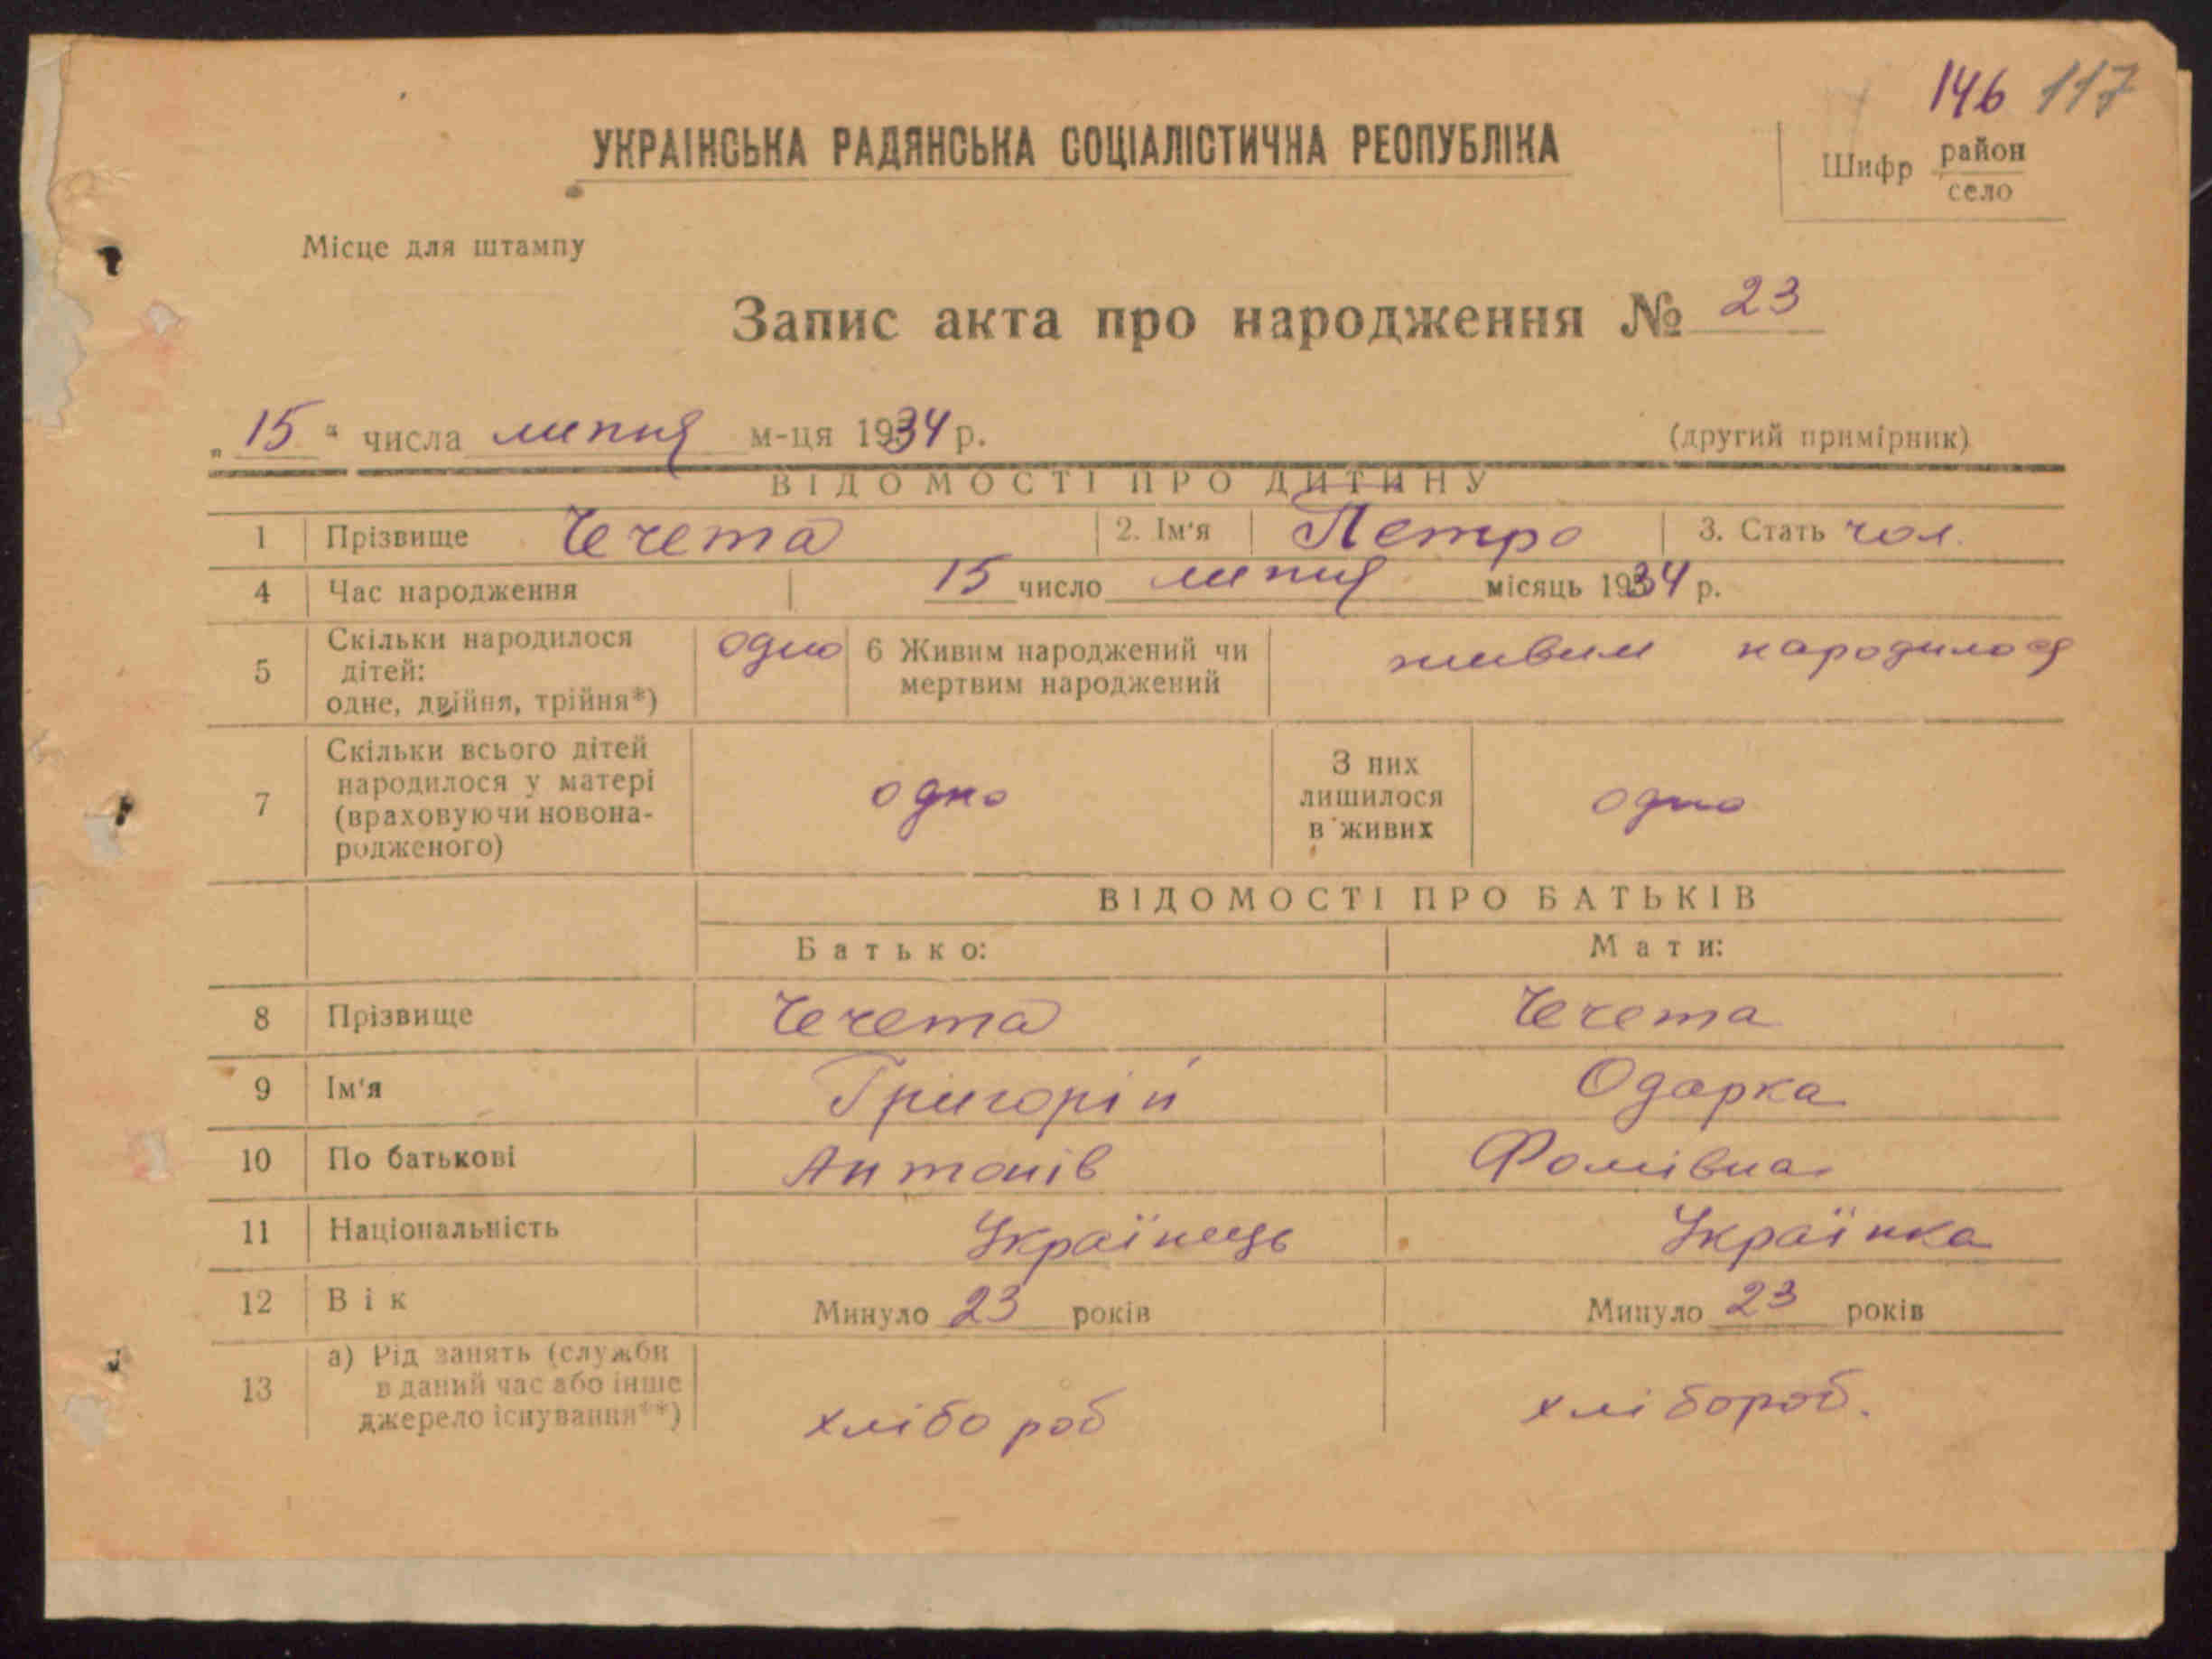 146 117
УКРАІНСЬКА РАДЯНСЬКА СОЦІАЛІСТИЧНА РЕОПУБЛІКА
Шифр район
село
Місце для штампу
Запис акта про народження № 23
„15“ числа липня м-ця 1934 р. (другий примірник)
ВІДОМОСТІ ПРО ДИТИНУ
1 Прізвище Чечета 2. Ім'я Петро 3. Стать чол.
4 Час народження 15 число липня місяць 1934 р.
5 Скільки народилося дітей: одне, двійня, трійня*) одно 6 Живим народжений чи мертвим народжений живим народилося
7 Скільки всього дітей народилося у матері (враховуючи новона-родженого) одно З них лишилося в живих одно
ВІДОМОСТІ ПРО БАТЬКІВ
Батько: Мати:
8 Прізвище Чечета Чечета
9 Ім'я Григорій Одарка
10 По батькові Антонів Фомівна
11 Національність Українець Українка
12 Вік Минуло 23 років Минуло 23 років
13 а) Рід занять (служби в даний час або інше джерело існування**) хлібороб хлібороб.